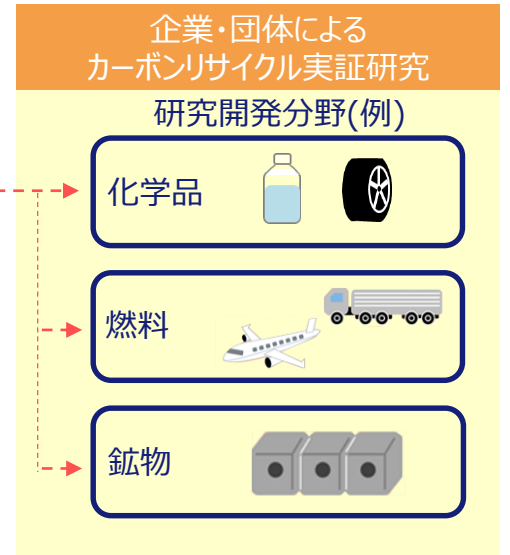 企業・団体による
カーボンリサイクル実証研究
研究開発分野(例)
化学品
燃料
鉱物